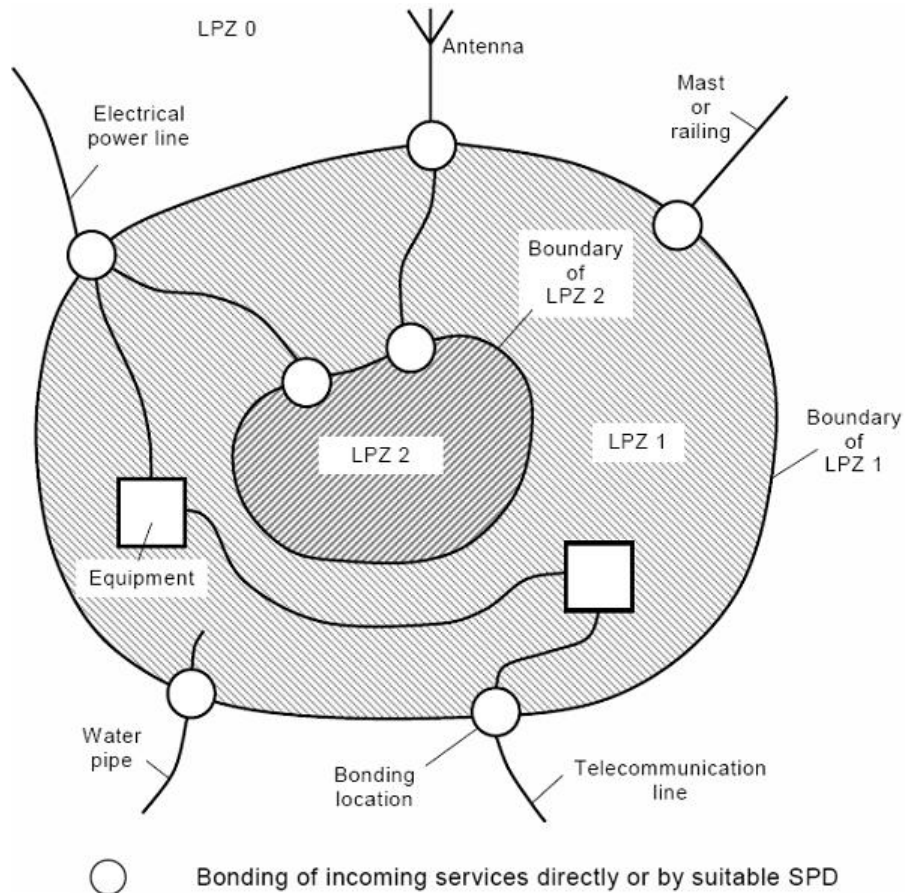 LPZ 0
Antenna
Mast
or
railing
Electrical
power line
Boundary
of
LPZ 2
LPZ 2
LPZ 1
Boundary
of
LPZ 1
Equipment
Water
pipe
Bonding
location
Telecommunication
line
Bonding of incoming services directly or by suitable SPD